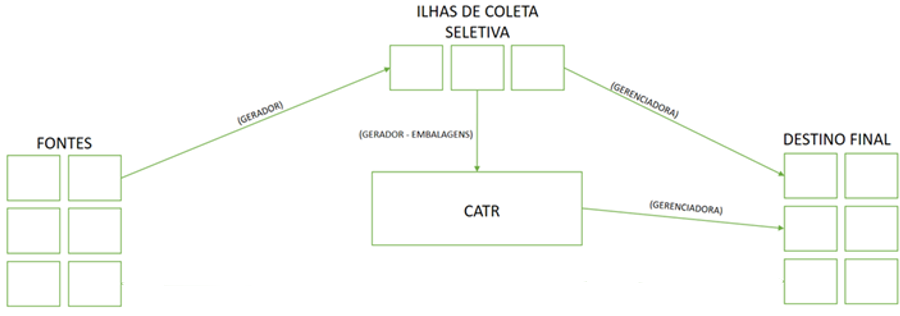 ILHAS DE COLETA
SELETIVA
(GERADOR)
(GERENCIADORA)
(GERADOR - EMBALAGENS)
FONTES
DESTINO FINAL
CATR
(GERENCIADORA)